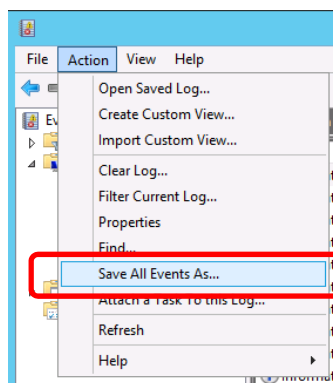 File Action View Help
Open Saved Log...
Create Custom View...
Import Custom View...
Clear Log...
Filter Current Log...
Properties
Find...
Save All Events As...
Attach a Task To this Log...
Refresh
Help